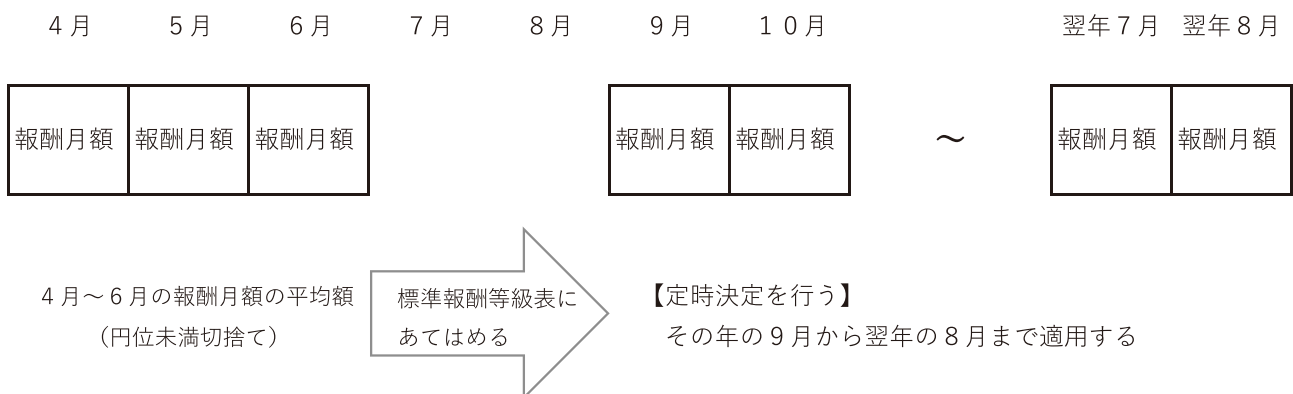 ４月　５月　６月　７月　８月　９月　１０月　翌年７月　翌年８月
報酬月額　報酬月額　報酬月額　報酬月額　報酬月額　～　報酬月額　報酬月額
４月～６月の報酬月額の平均額
（円位未満切捨て）
標準報酬等級表に
あてはめる
【定時決定を行う】
その年の９月から翌年の８月まで適用する